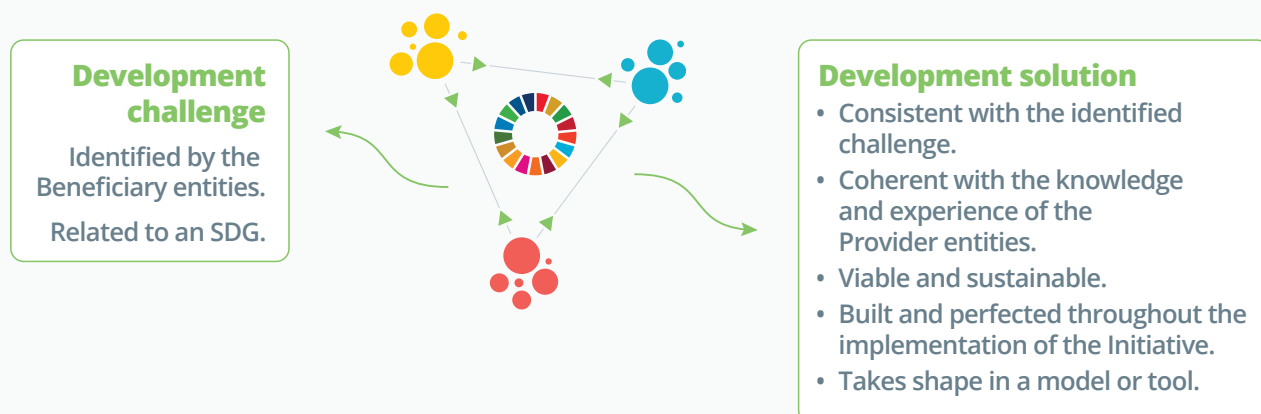 Development
challenge
Identified by the
Beneficiary entities.
Related to an SDG.
Development solution
• Consistent with the identified
challenge.
• Coherent with the knowledge
and experience of the
Provider entities.
• Viable and sustainable.
• Built and perfected throughout the
implementation of the Initiative.
• Takes shape in a model or tool.